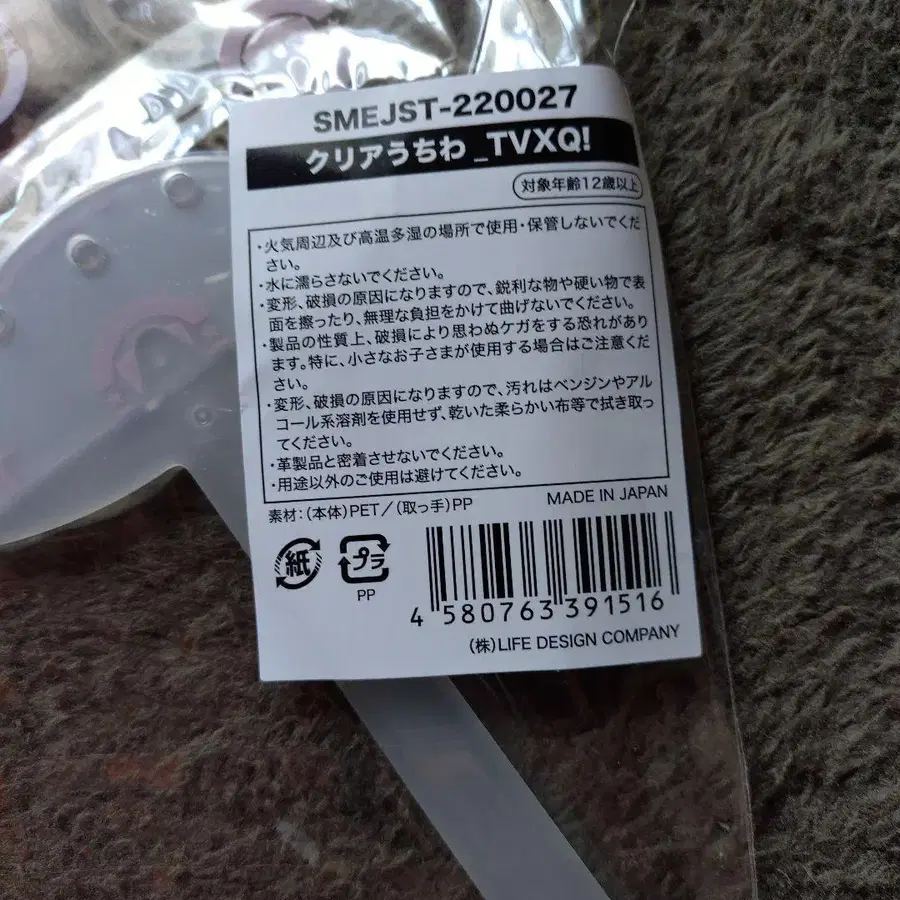 SMEJST-220027
クリアうちわ_TVXQ!
対象年齢12歳以上
・火気周辺及び高温多湿の場所で使用・保管しないでくだ
さい。
・水に濡らさないでください。
・変形、破損の原因になりますので、鋭利な物や硬い物で表
面を擦ったり、無理な負担をかけて曲げないでください。
・製品の性質上、破損により思わぬケガをする恐れがあり
ます。特に、小さなお子さまが使用する場合はご注意くだ
さい。
・変形、破損の原因になりますので、汚れはベンジンやアル
コール系溶剤を使用せず、乾いた柔らかい布等で拭き取っ
てください。
・革製品と密着させないでください。
・用途以外のご使用は避けてください。
素材:(本体)PET/(取っ手)PP
MADE IN JAPAN
紙
プラ
PP
4 580763 391516
(株)LIFE DESIGN COMPANY